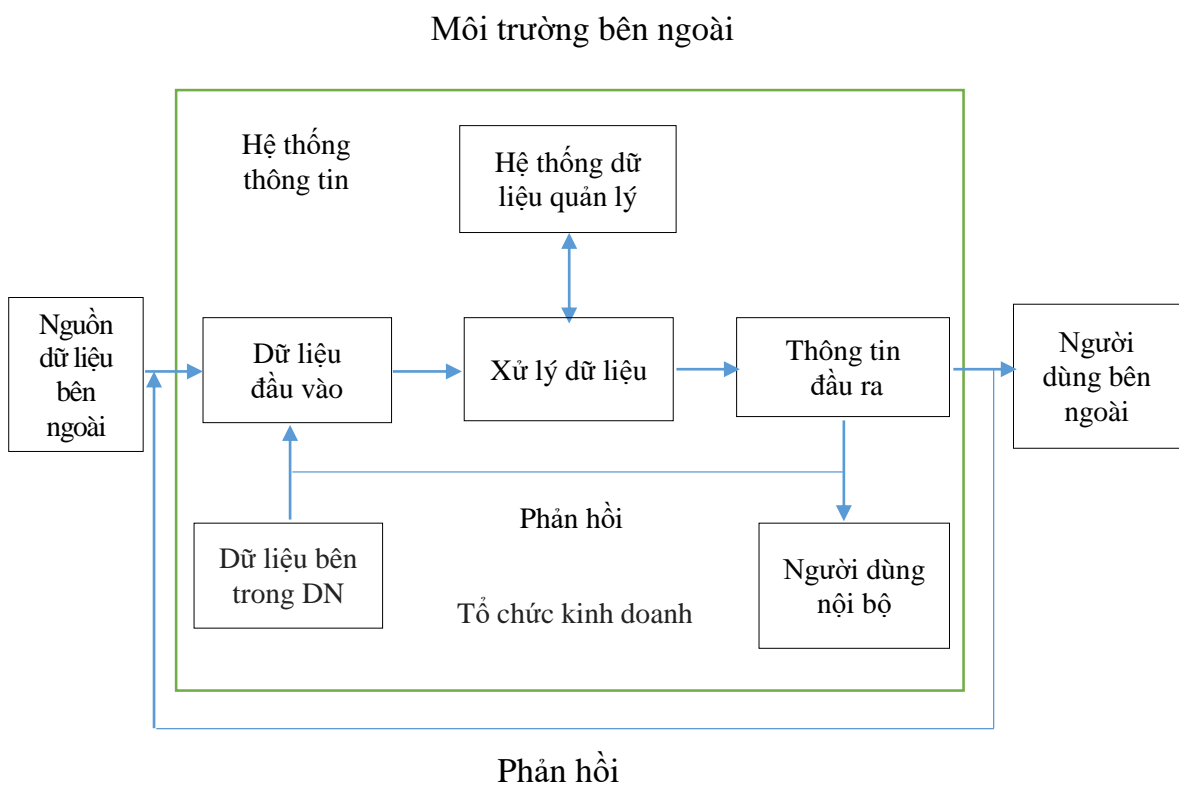 Môi trường bên ngoài
Hệ thống
thông tin
Hệ thống dữ
liệu quản lý
Nguồn
dữ liệu
bên
ngoài
Dữ liệu
đầu vào
Xử lý dữ liệu
Thông tin
đầu ra
Người
dùng bên
ngoài
Phản hồi
Dữ liệu bên
trong DN
Người dùng
nội bộ
Tổ chức kinh doanh
Phản hồi